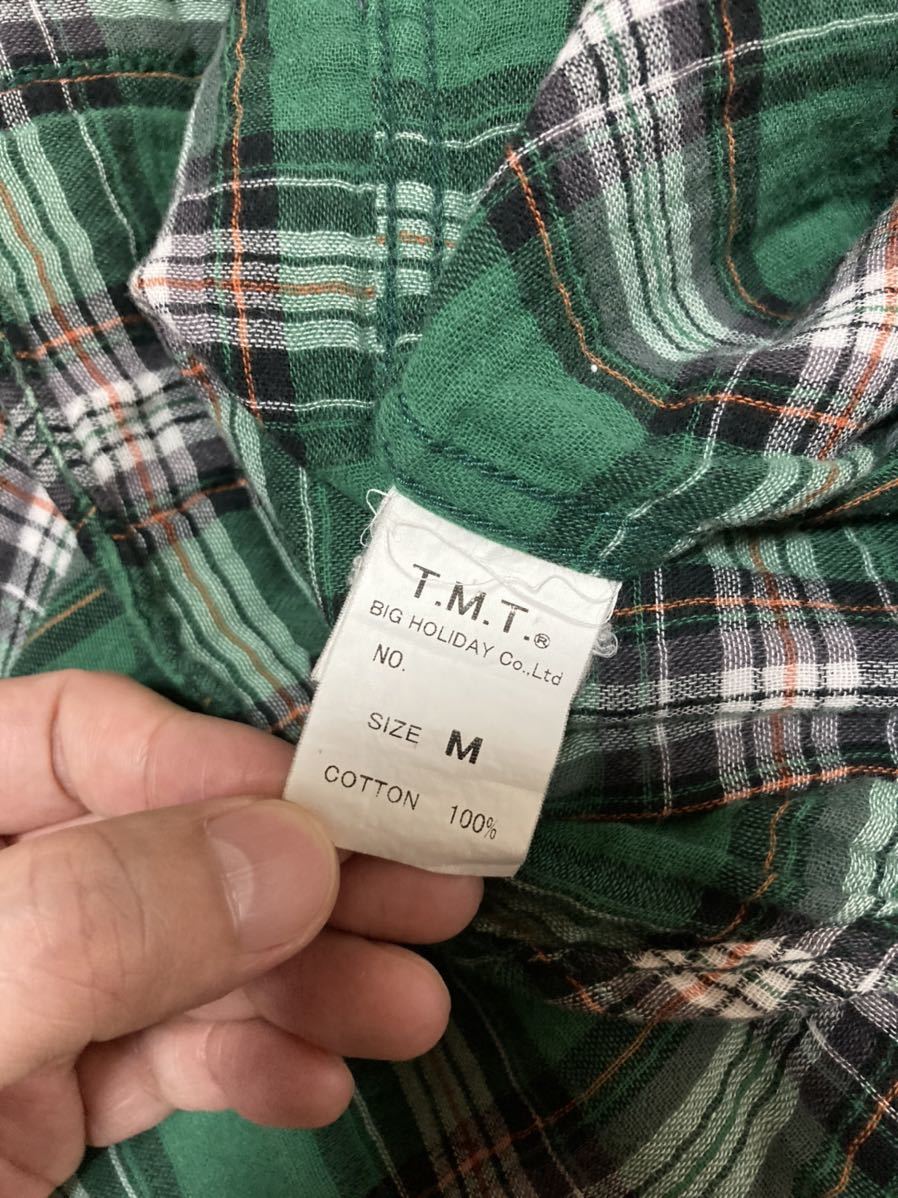 T.M.T.®
BIG HOLIDAY Co.,Ltd
NO.
SIZE M
COTTON 100%